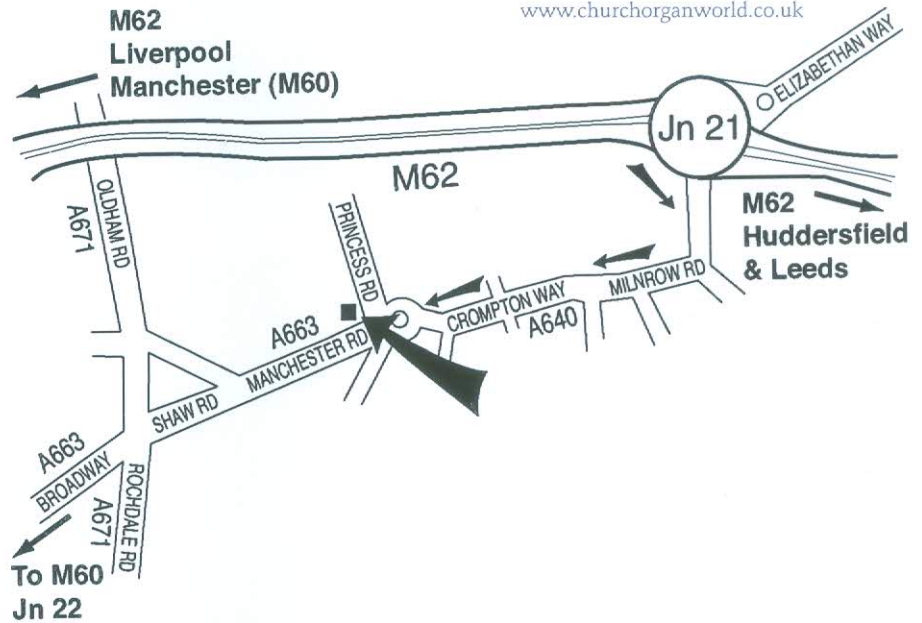 www.churchorganworld.co.uk
M62
Liverpool
Manchester (M60)
ELIZABETHAN WAY
Jn 21
M62
M62
Huddersfield
& Leeds
OLDHAM RD
A671
PRINCESS RD
MILNROW RD
CROMPTON WAY
A640
A663
MANCHESTER RD
SHAW RD
A663
BROADWAY
ROCHDALE RD
A671
To M60
Jn 22